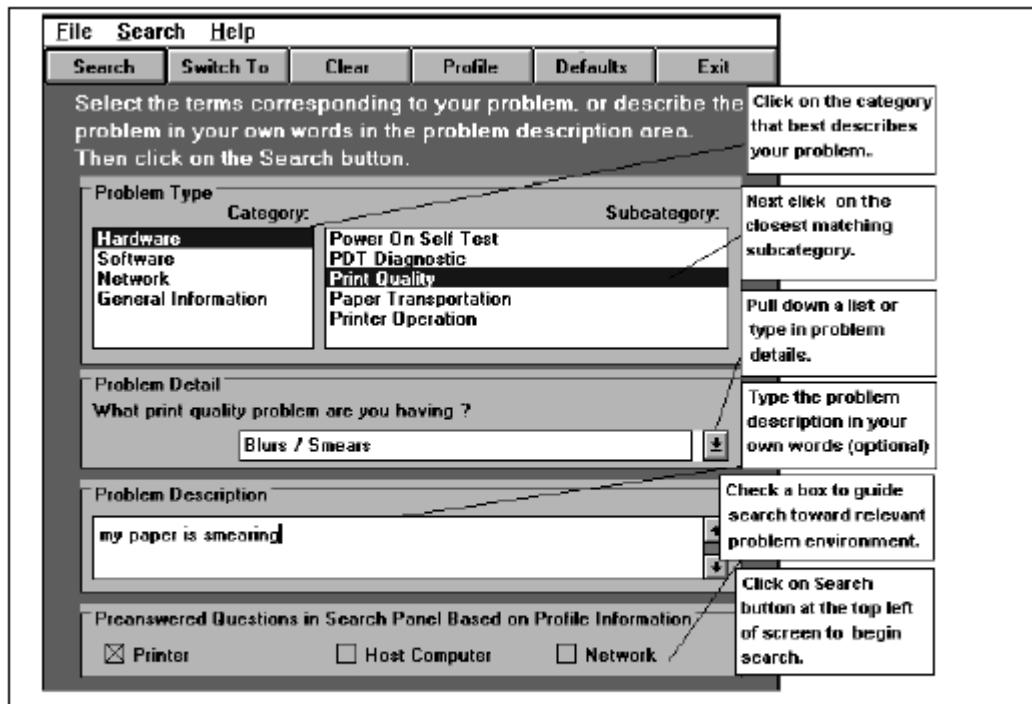 File Search Help
Search Switch To Clear Profile Defaults Exit
Select the terms corresponding to your problem, or describe the
problem in your own words in the problem description area.
Then click on the Search button.
Problem Type
Category:
Subcategory:
Hardware
Software
Network
General Information
Power On Self Test
PDT Diagnostic
Print Quality
Paper Transportation
Printer Operation
Problem Detail
What print quality problem are you having ?
Blurs / Smears
Problem Description
my paper is smearing
Preanswered Questions in Search Panel Based on Profile Information
Printer
Host Computer
Network
Click on the category
that best describes
your problem.
Next click on the
closest matching
subcategory.
Pull down a list or
type in problem
details.
Type the problem
description in your
own words (optional)
Check a box to guide
search toward relevant
problem environment.
Click on Search
button at the top left
of screen to begin
search.